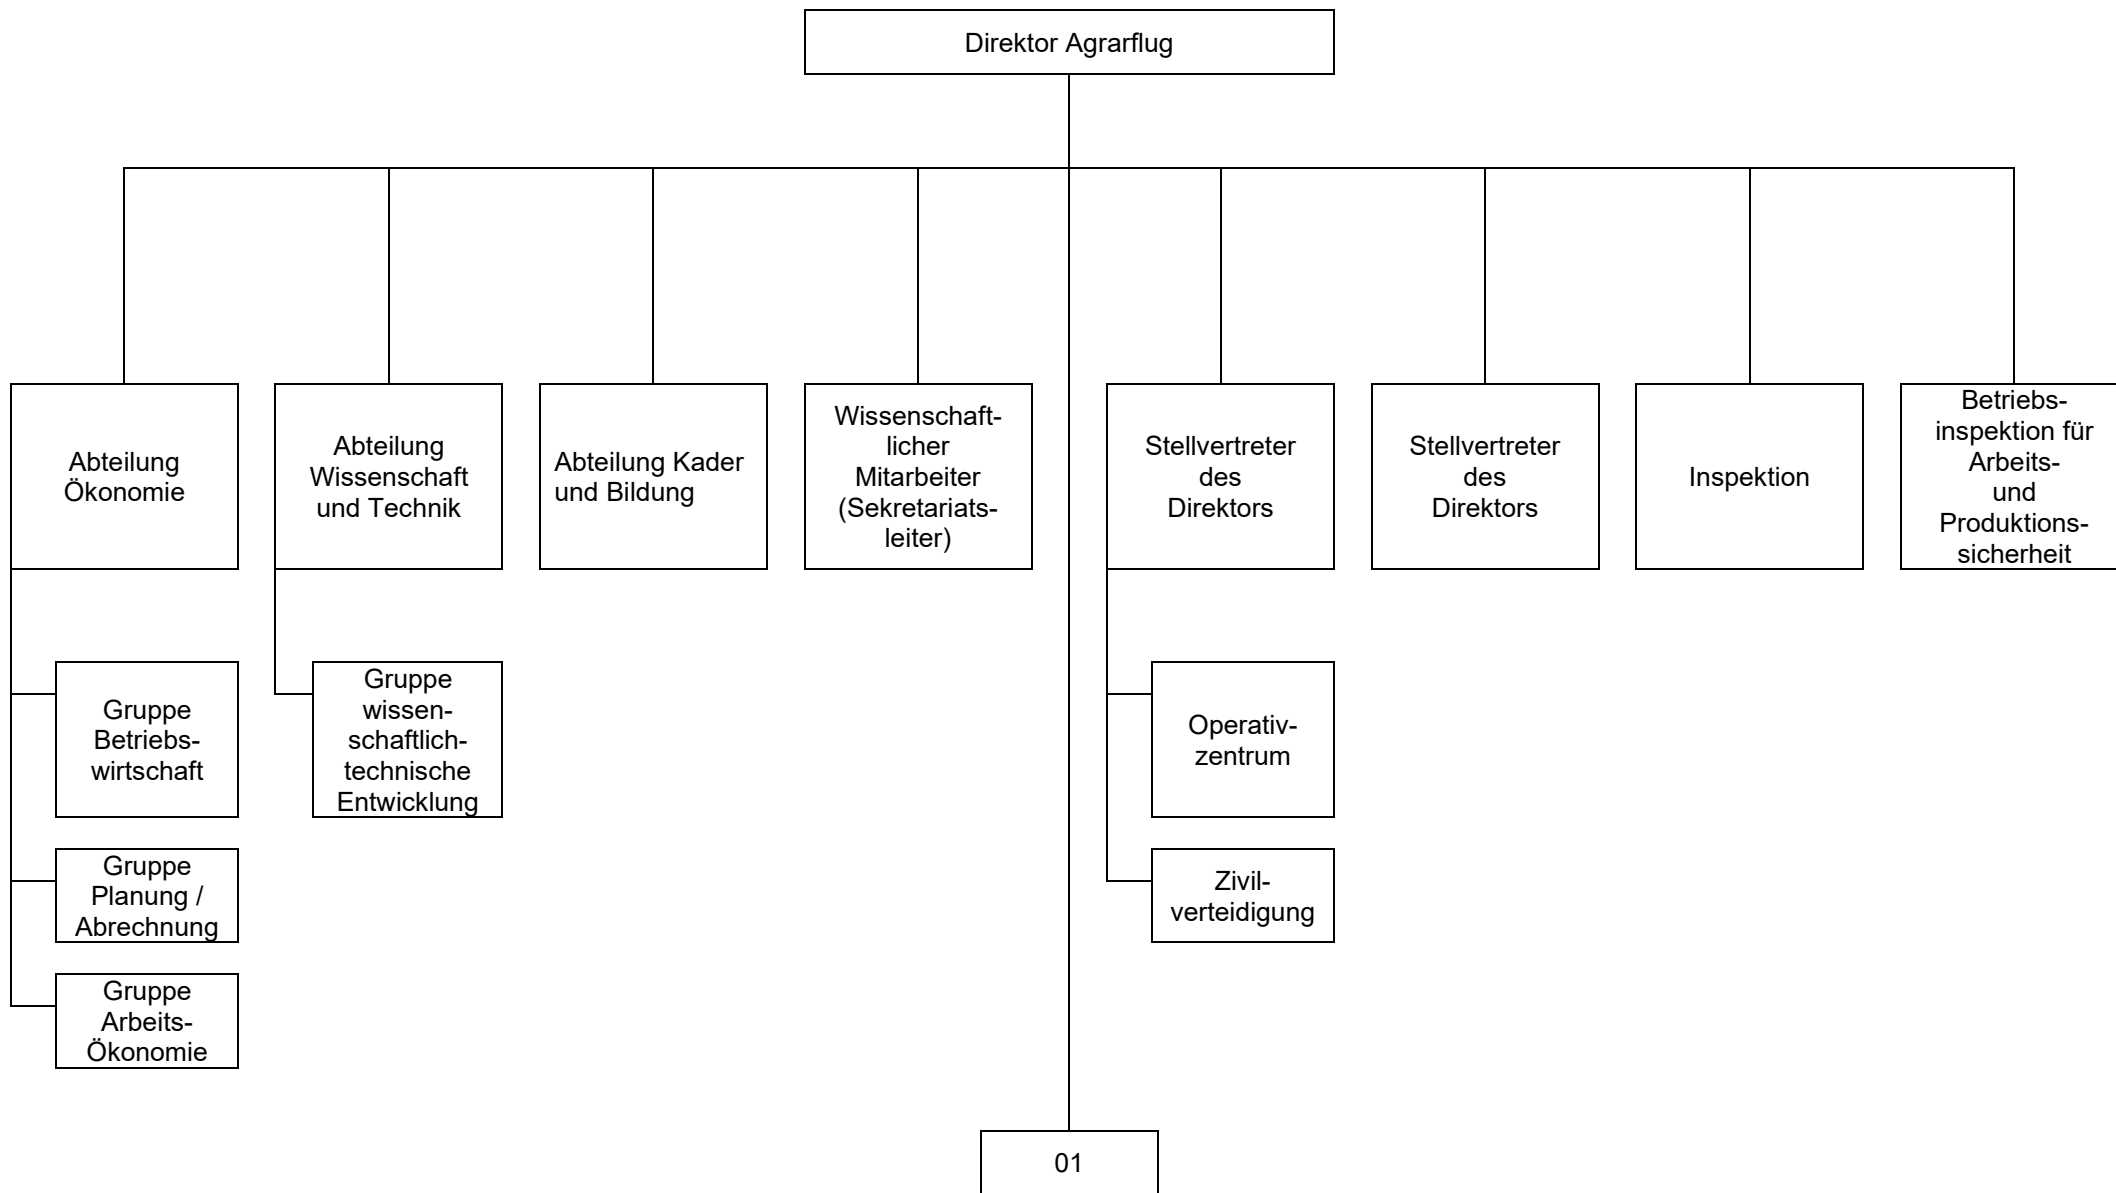 Direktor Agrarflug
Abteilung
Ökonomie
Abteilung
Wissenschaft
und Technik
Abteilung Kader
und Bildung
Wissenschaft-
licher
Mitarbeiter
(Sekretariats-
leiter)
Stellvertreter
des
Direktors
Stellvertreter
des
Direktors
Inspektion
Betriebs-
inspektion für
Arbeits-
und
Produktions-
sicherheit
Gruppe
Betriebs-
wirtschaft
Gruppe
wissen-
schaftlich-
technische
Entwicklung
Operativ-
zentrum
Gruppe
Planung /
Abrechnung
Zivil-
verteidigung
Gruppe
Arbeits-
Ökonomie
01